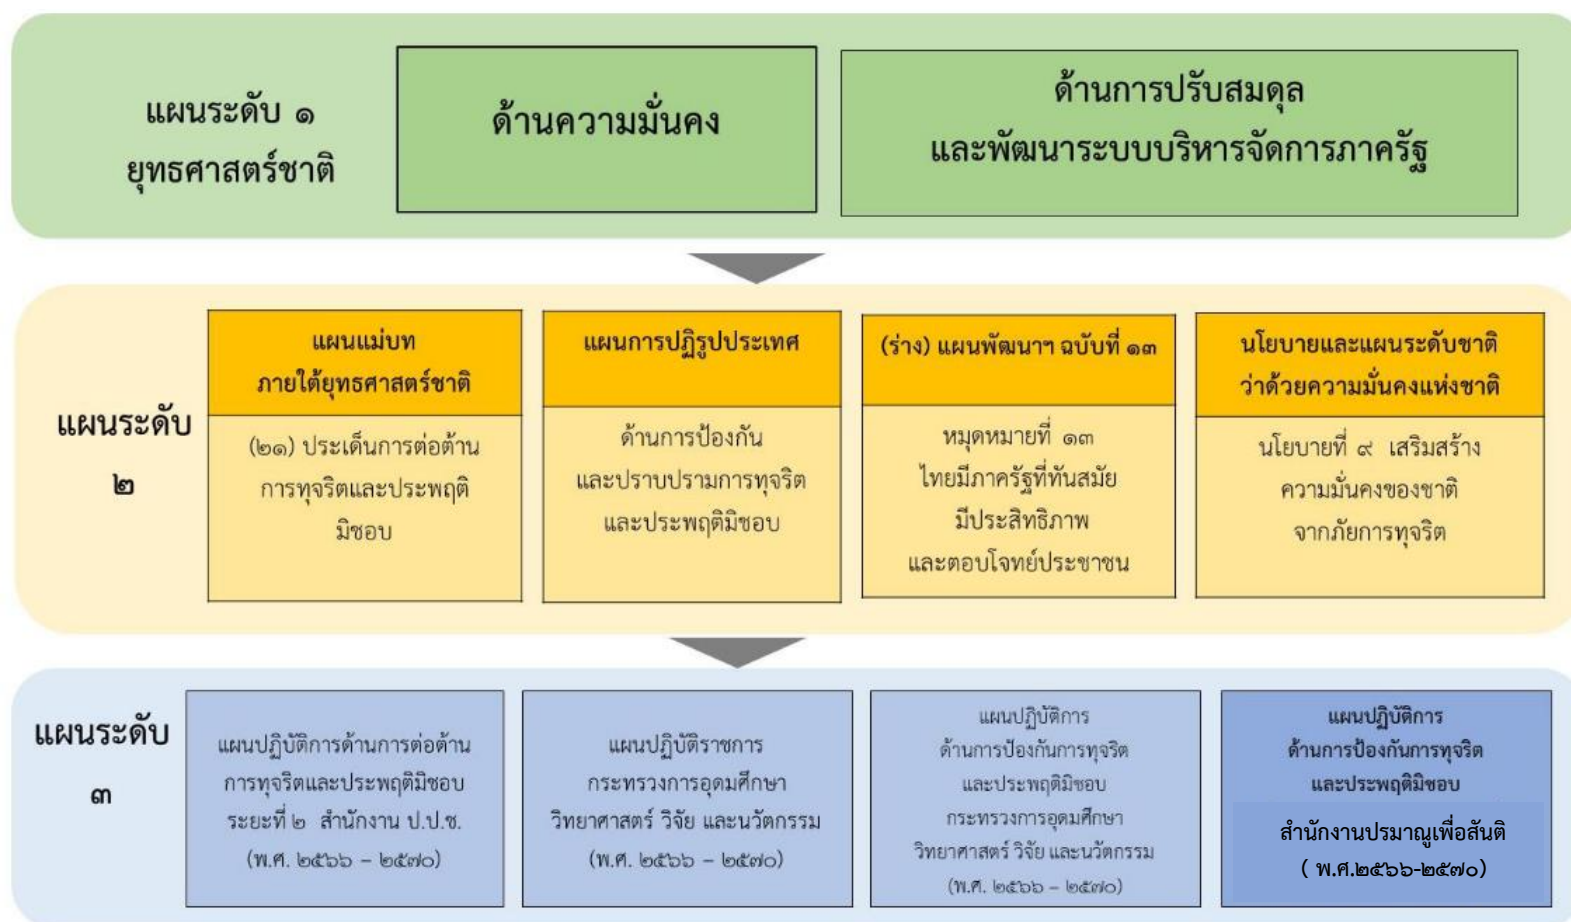 แผนระดับ ๑
ยุทธศาสตร์ชาติ
ด้านความมั่นคง
ด้านการปรับสมดุล
และพัฒนาระบบบริหารจัดการภาครัฐ
แผนระดับ
๒
แผนแม่บท
ภายใต้ยุทธศาสตร์ชาติ
(๒๑) ประเด็นการต่อต้าน
การทุจริตและประพฤติ
มิชอบ
แผนการปฏิรูปประเทศ
ด้านการป้องกัน
และปราบปรามการทุจริต
และประพฤติมิชอบ
(ร่าง) แผนพัฒนาฯ ฉบับที่ ๑๓
หมุดหมายที่ ๑๓
ไทยมีภาครัฐที่ทันสมัย
มีประสิทธิภาพ
และตอบโจทย์ประชาชน
นโยบายและแผนระดับชาติ
ว่าด้วยความมั่นคงแห่งชาติ
นโยบายที่ ๙ เสริมสร้าง
ความมั่นคงของชาติ
จากภัยการทุจริต
แผนระดับ
๓
แผนปฏิบัติการด้านการต่อต้าน
การทุจริตและประพฤติมิชอบ
ระยะที่ ๒ สำนักงาน ป.ป.ช.
(พ.ศ. ๒๕๖๖ – ๒๕๗๐)
แผนปฏิบัติราชการ
กระทรวงการอุดมศึกษา
วิทยาศาสตร์ วิจัย และนวัตกรรม
(พ.ศ. ๒๕๖๖ – ๒๕๗๐)
แผนปฏิบัติการ
ด้านการป้องกันการทุจริต
และประพฤติมิชอบ
กระทรวงการอุดมศึกษา
วิทยาศาสตร์ วิจัย และนวัตกรรม
(พ.ศ. ๒๕๖๖ – ๒๕๗๐)
แผนปฏิบัติการ
ด้านการป้องกันการทุจริต
และประพฤติมิชอบ
สำนักงานปรมาณูเพื่อสันติ
( พ.ศ.๒๕๖๖-๒๕๗๐)